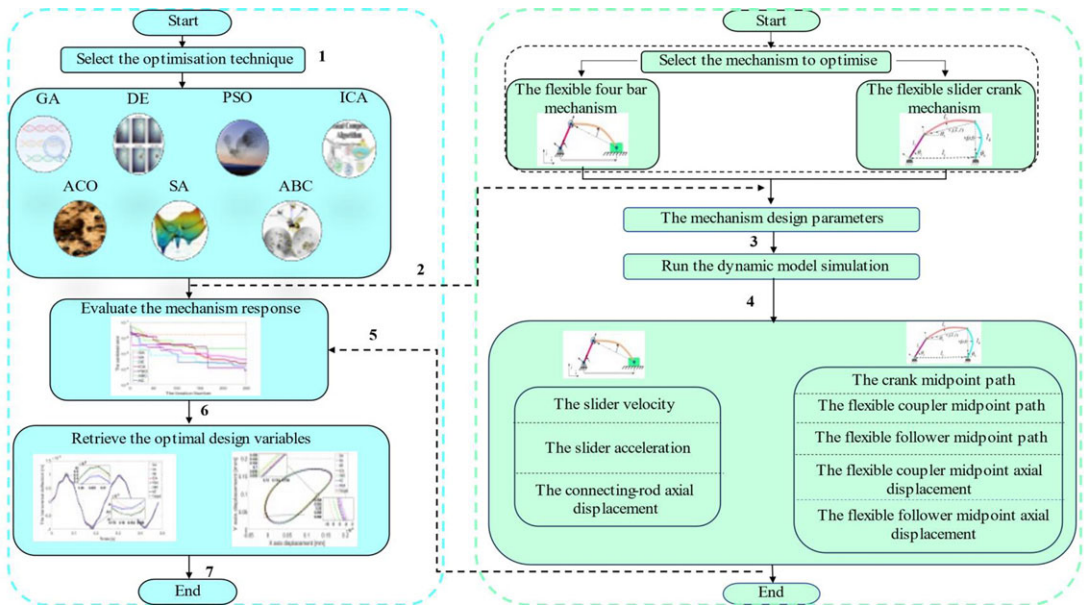 Start
Select the optimisation technique
1
GA
DE
PSO
ICA
Algorithm
ACO
SA
ABC
2
Evaluate the mechanism response
5
6
Retrieve the optimal design variables
7
End
Start
Select the mechanism to optimise
The flexible four bar
mechanism
The flexible slider crank
mechanism
The mechanism design parameters
3
Run the dynamic model simulation
4
The slider velocity
The slider acceleration
The connecting-rod axial
displacement
The crank midpoint path
The flexible coupler midpoint path
The flexible follower midpoint path
The flexible coupler midpoint axial
displacement
The flexible follower midpoint axial
displacement
End